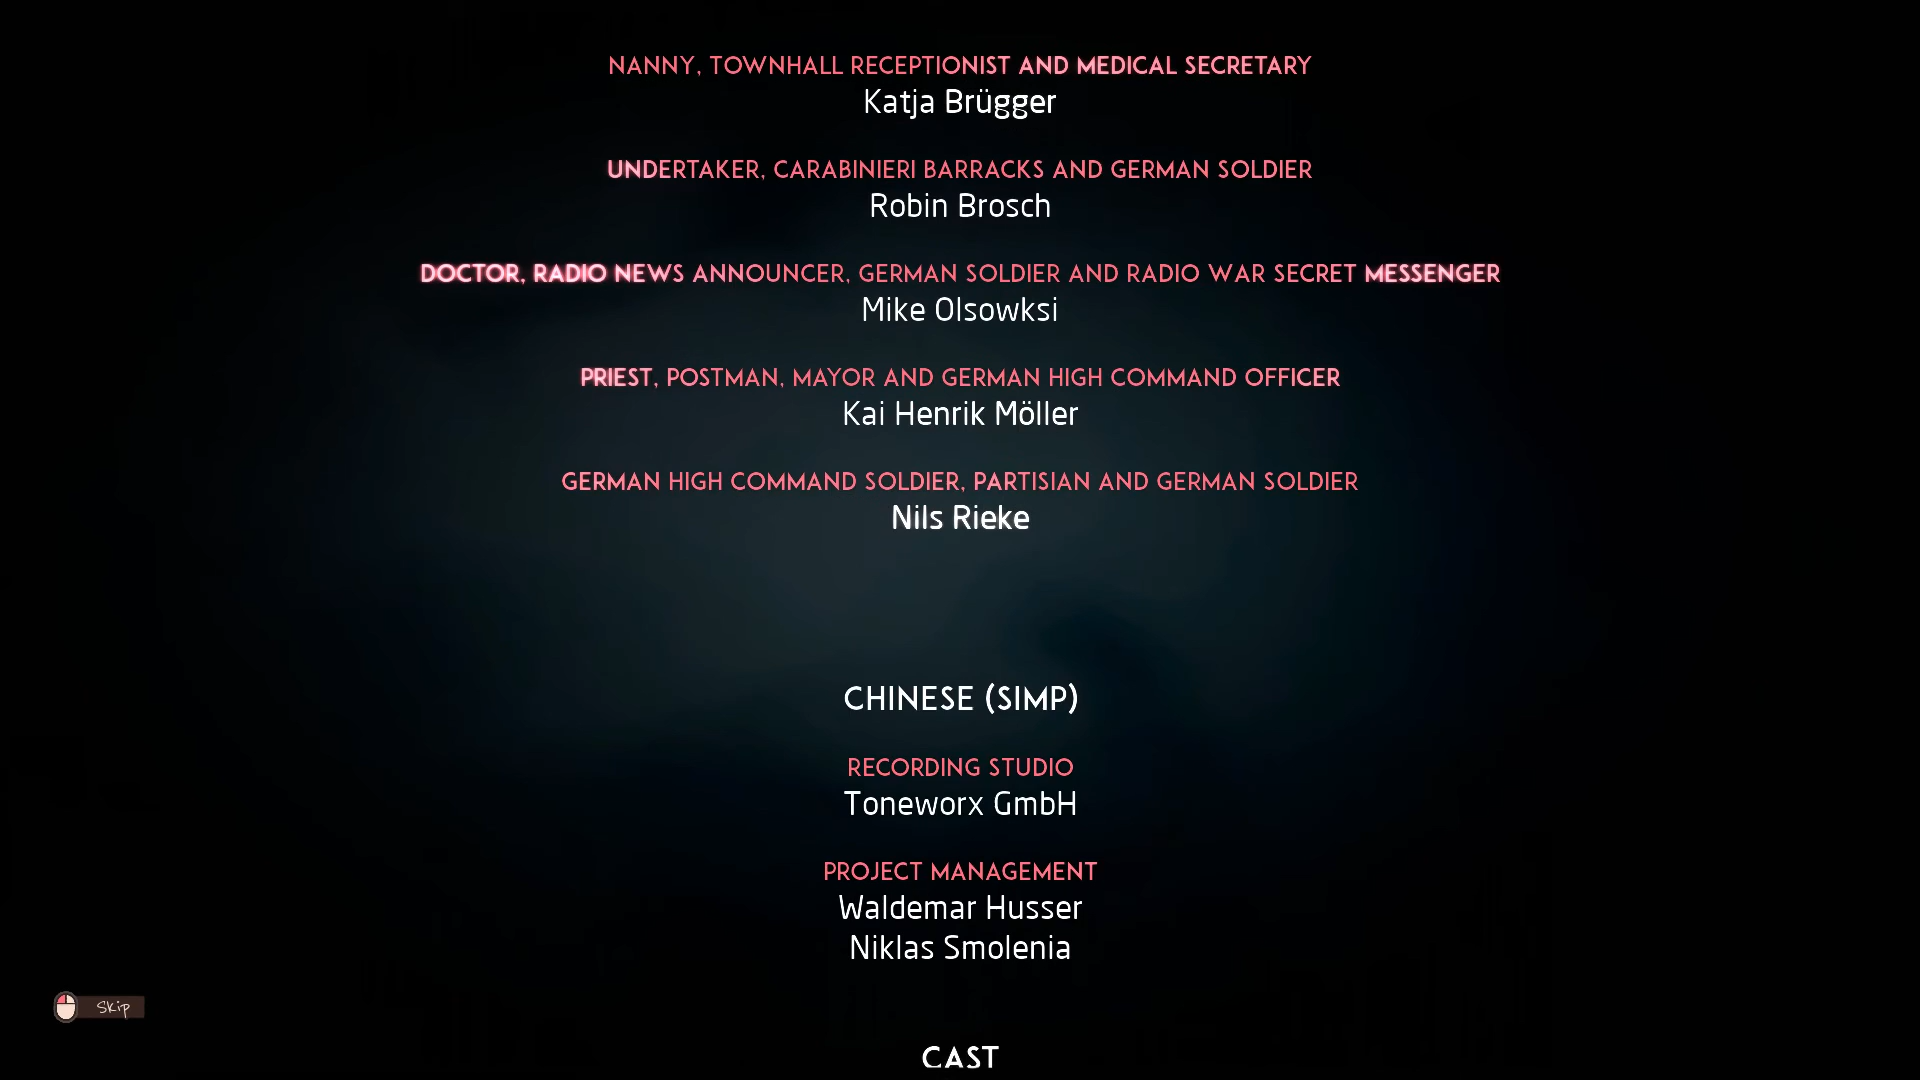 NANNY, TOWNHALL RECEPTIONIST AND MEDICAL SECRETARY
Katja Brügger
UNDERTAKER, CARABINIERI BARRACKS AND GERMAN SOLDIER
Robin Brosch
DOCTOR, RADIO NEWS ANNOUNCER, GERMAN SOLDIER AND RADIO WAR SECRET MESSENGER
Mike Olsowksi
PRIEST, POSTMAN, MAYOR AND GERMAN HIGH COMMAND OFFICER
Kai Henrik Möller
GERMAN HIGH COMMAND SOLDIER, PARTISIAN AND GERMAN SOLDIER
Nils Rieke
CHINESE (SIMP)
RECORDING STUDIO
Toneworx GmbH
PROJECT MANAGEMENT
Waldemar Husser
Niklas Smolenia
Skip
CAST